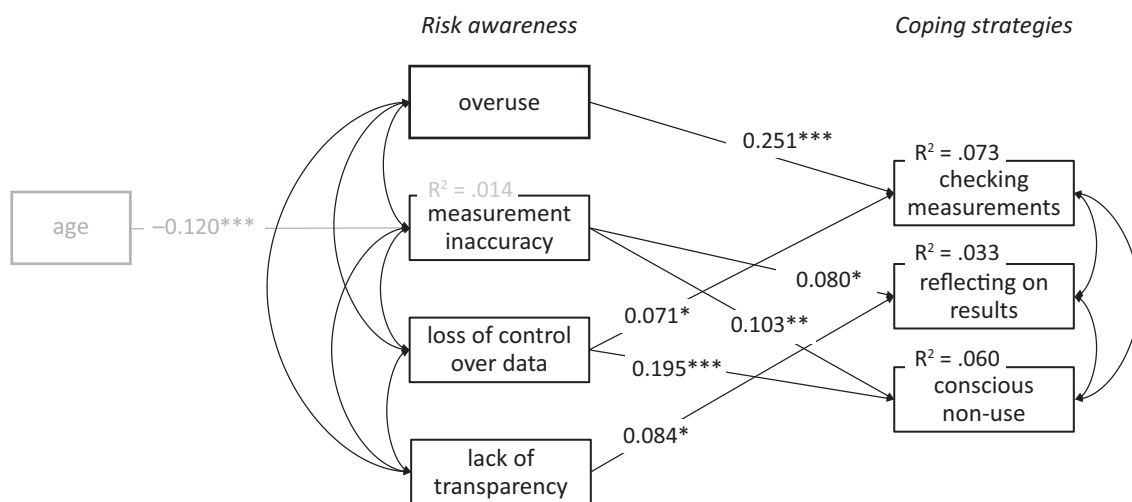 Risk awareness
Coping strategies
overuse
0.251***
R² = .073
checking
measurements
age
–0.120***
R² = .014
measurement
inaccuracy
0.080*
R² = .033
reflecting on
results
0.071*
0.103**
loss of control
over data
0.195***
R² = .060
conscious
non-use
0.084*
lack of
transparency